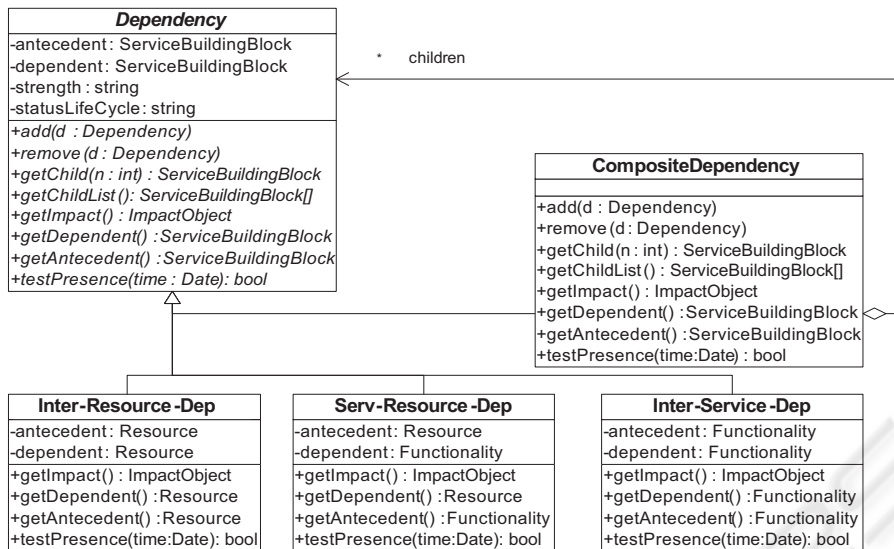 Dependency
-antecedent: ServiceBuildingBlock
-dependent: ServiceBuildingBlock
-strength: string
-statusLifeCycle: string
+add(d : Dependency)
+remove(d : Dependency)
+getChild(n : int) : ServiceBuildingBlock
+getChildList(): ServiceBuildingBlock[]
+getImpact() : ImpactObject
+getDependent() : ServiceBuildingBlock
+getAntecedent() : ServiceBuildingBlock
+testPresence(time : Date): bool
* children
CompositeDependency
+add(d : Dependency)
+remove(d : Dependency)
+getChild(n : int) : ServiceBuildingBlock
+getChildList() : ServiceBuildingBlock[]
+getImpact() : ImpactObject
+getDependent() : ServiceBuildingBlock
+getAntecedent() : ServiceBuildingBlock
+testPresence(time:Date) : bool
Inter-Resource-Dep
-antecedent: Resource
-dependent: Resource
+getImpact() : ImpactObject
+getDependent() : Resource
+getAntecedent() : Resource
+testPresence(time:Date): bool
Serv-Resource-Dep
-antecedent: Resource
-dependent: Functionality
+getImpact() : ImpactObject
+getDependent() : Resource
+getAntecedent() : Functionality
+testPresence(time:Date): bool
Inter-Service-Dep
-antecedent: Functionality
-dependent: Functionality
+getImpact() : ImpactObject
+getDependent() : Functionality
+getAntecedent() : Functionality
+testPresence(time:Date): bool